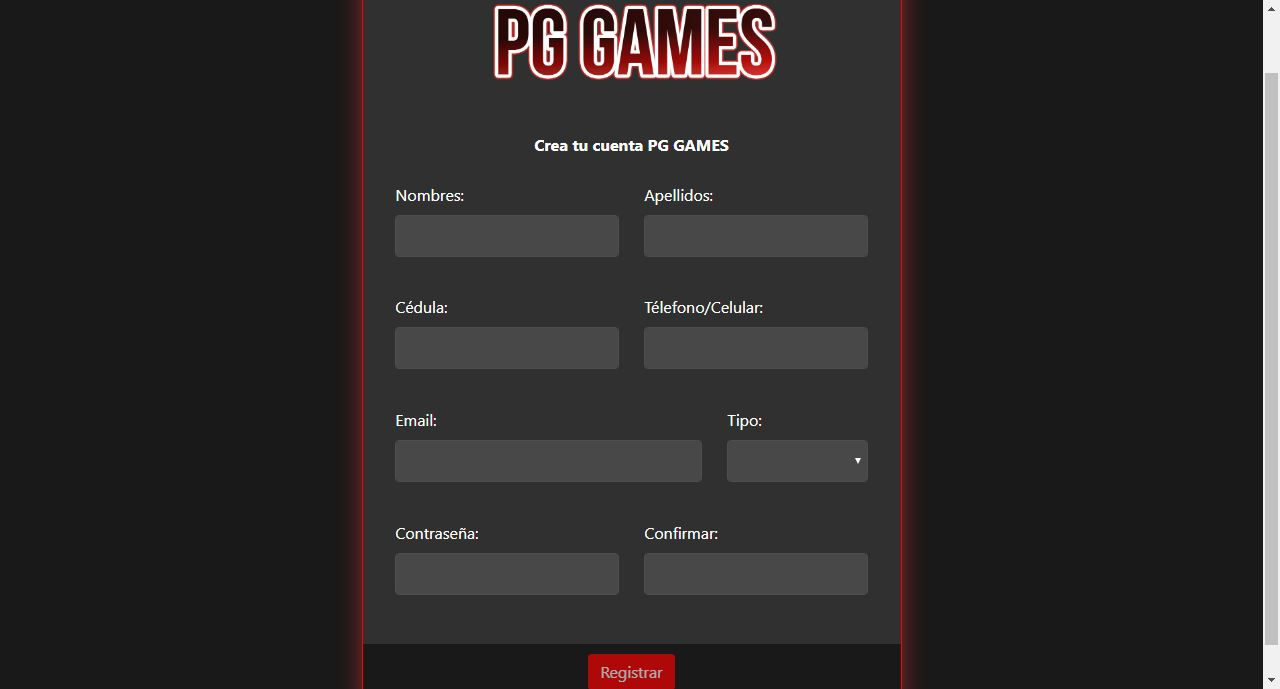 PG GAMES
Crea tu cuenta PG GAMES
Nombres: Apellidos:
Cédula: Télefono/Celular:
Email: Tipo:
Contraseña: Confirmar:
Registrar